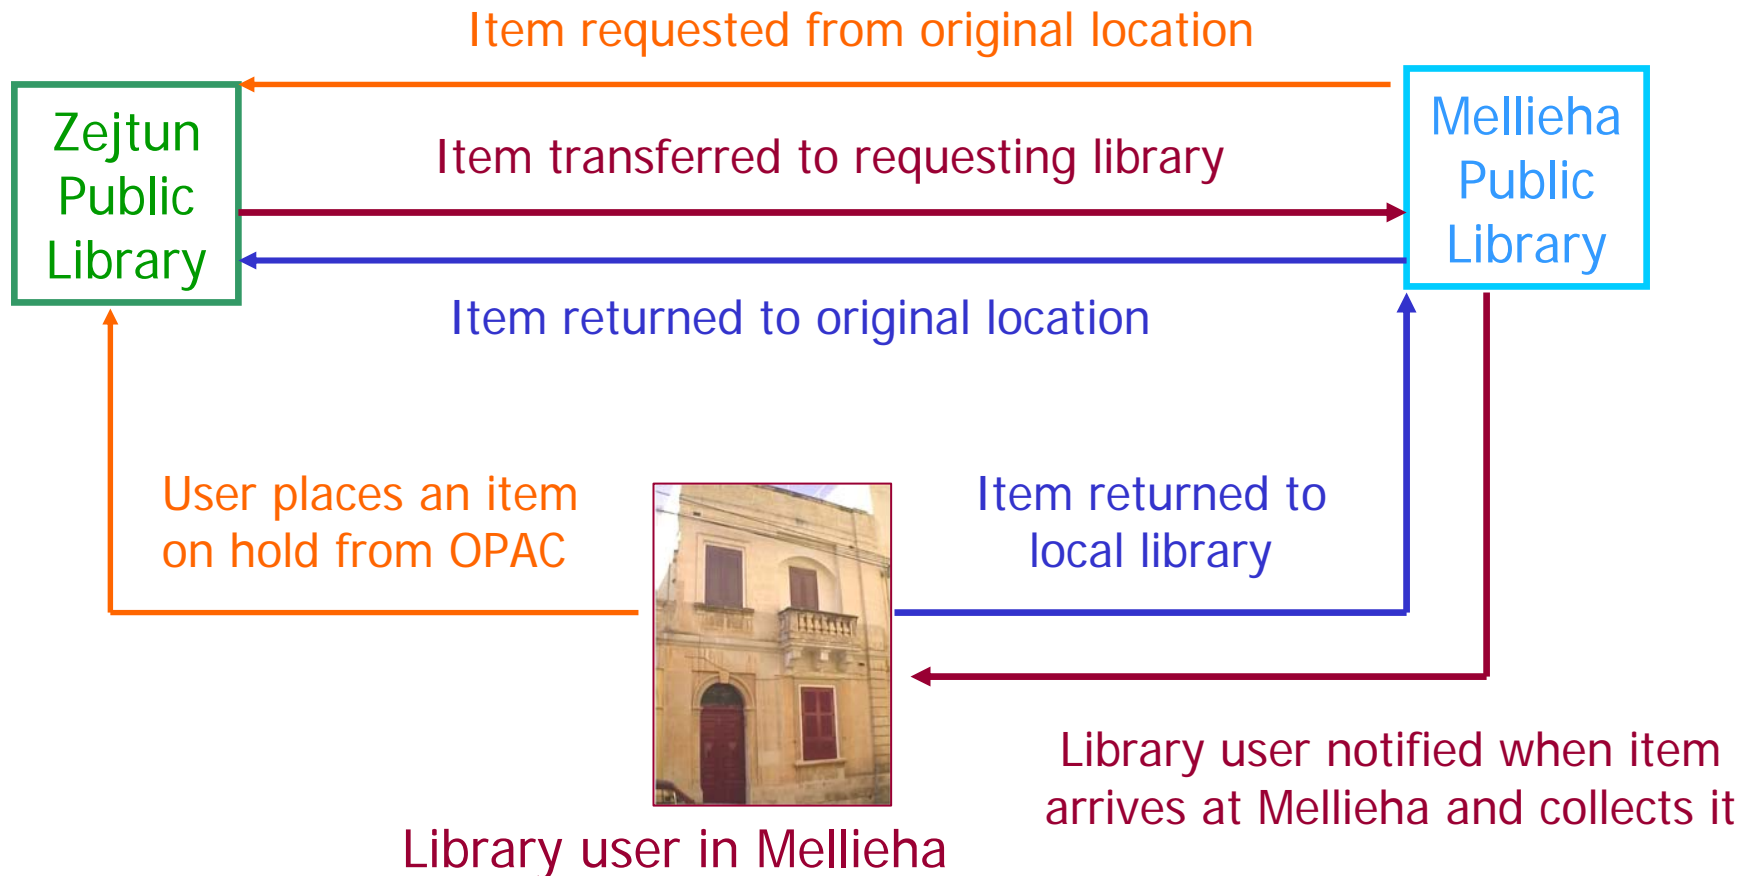 Item requested from original location
Zejtun
Public
Library
Item transferred to requesting library
Mellieha
Public
Library
Item returned to original location
User places an item
on hold from OPAC
Item returned to
local library
Library user notified when item
arrives at Mellieha and collects it
Library user in Mellieha